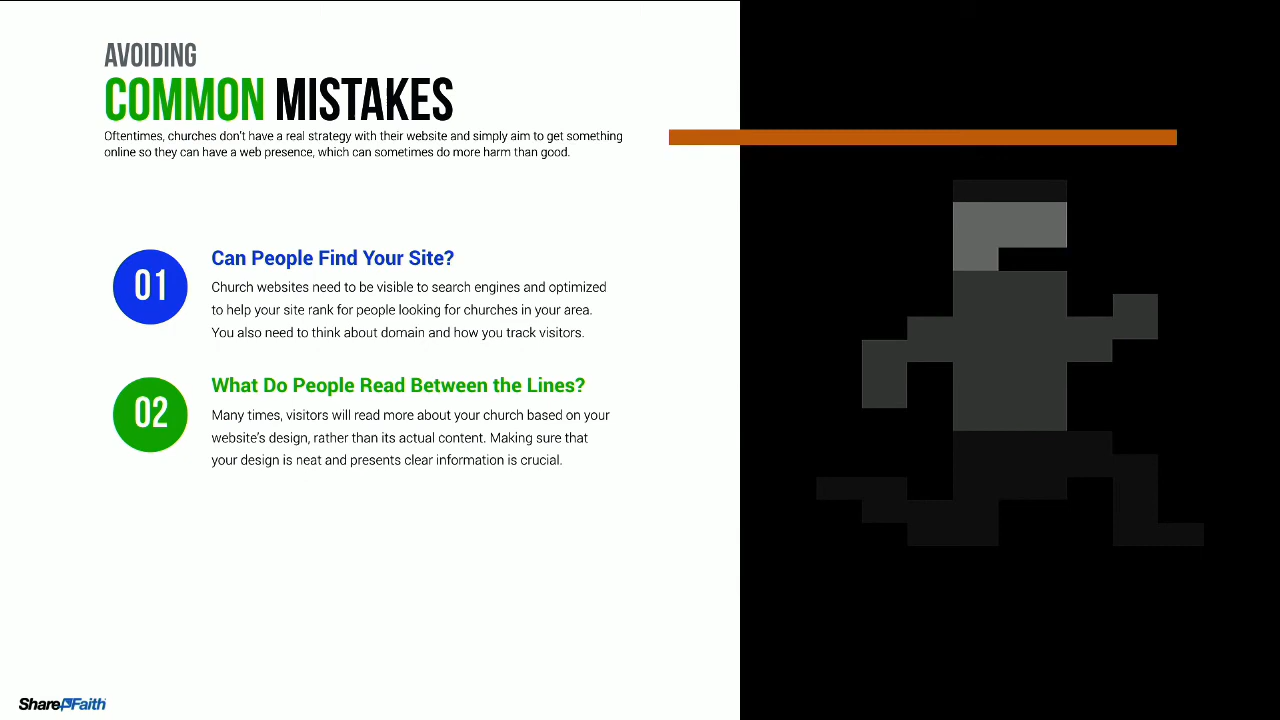 AVOIDING
COMMON MISTAKES
Oftentimes, churches don't have a real strategy with their website and simply aim to get something
online so they can have a web presence, which can sometimes do more harm than good.
01
Can People Find Your Site?
Church websites need to be visible to search engines and optimized
to help your site rank for people looking for churches in your area.
You also need to think about domain and how you track visitors.
02
What Do People Read Between the Lines?
Many times, visitors will read more about your church based on your
website's design, rather than its actual content. Making sure that
your design is neat and presents clear information is crucial.
ShareFaith